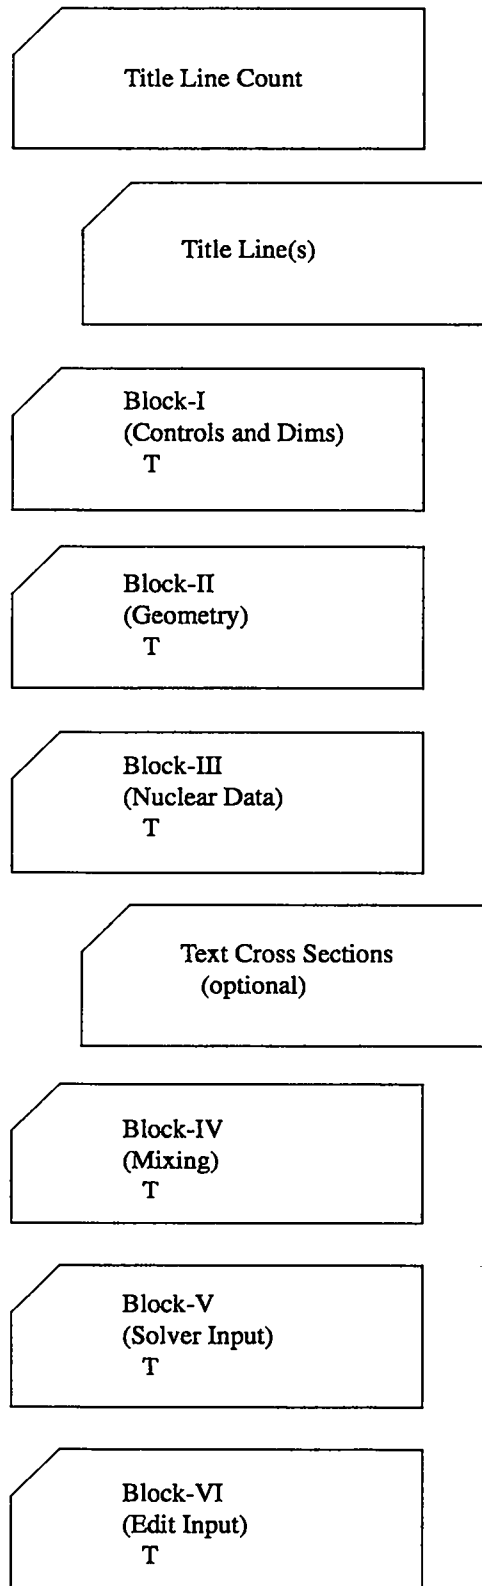 Title Line Count
Title Line(s)
Block-I
(Controls and Dims)
T
Block-II
(Geometry)
T
Block-III
(Nuclear Data)
T
Text Cross Sections
(optional)
Block-IV
(Mixing)
T
Block-V
(Solver Input)
T
Block-VI
(Edit Input)
T